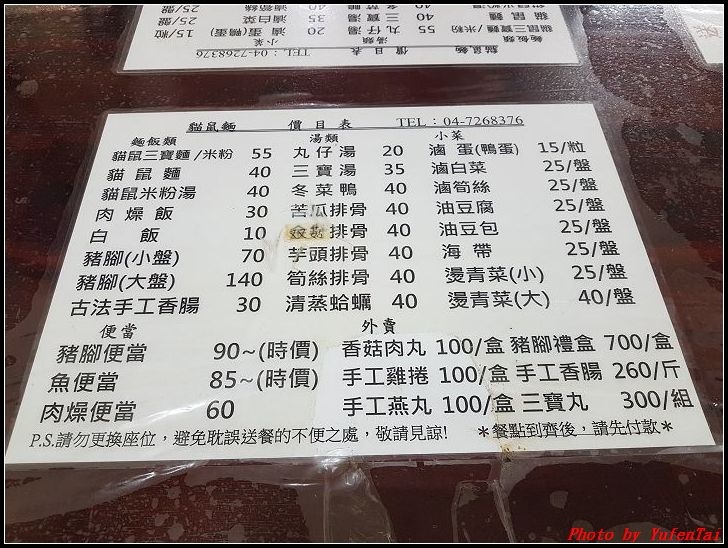 貓鼠麵 價目表 TEL：04-7268376
麵飯類 湯類 小菜
貓鼠三寶麵/米粉 55 丸仔湯 20 滷蛋(鴨蛋) 15/粒
貓鼠麵 40 三寶湯 35 滷白菜 25/盤
貓鼠米粉湯 40 冬菜鴨 40 滷筍絲 25/盤
肉燥飯 30 苦瓜排骨 40 油豆腐 25/盤
白飯 10 排骨 40 油豆包 25/盤
豬腳(小盤) 70 芋頭排骨 40 海帶 25/盤
豬腳(大盤) 140 筍絲排骨 40 燙青菜(小) 25/盤
古法手工香腸 30 清蒸蛤蠣 40 燙青菜(大) 40/盤
便當 外賣
豬腳便當 90~(時價) 香菇肉丸 100/盒 豬腳禮盒 700/盒
魚便當 85~(時價) 手工雞捲 100/盒 手工香腸 260/斤
肉燥便當 60 手工燕丸 100/盒 三寶丸 300/組
P.S.請勿更換座位，避免耽誤送餐的不便之處，敬請見諒! *餐點到齊後，請先付款*
Photo by YufenTai